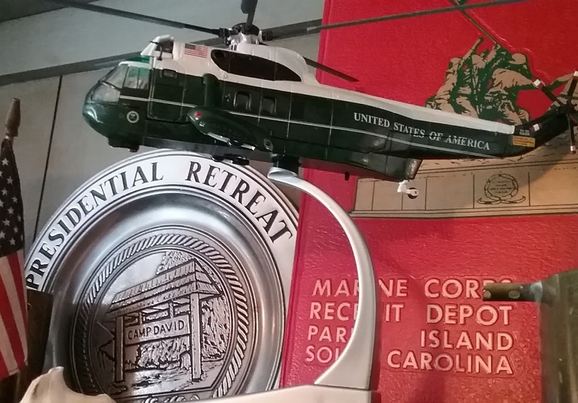 UNITED STATES OF AMERICA
PRESIDENTIAL RETREAT
CAMP DAVID
MARINE CORPS
RECRUIT DEPOT
PARRIS ISLAND
SOUTH CAROLINA